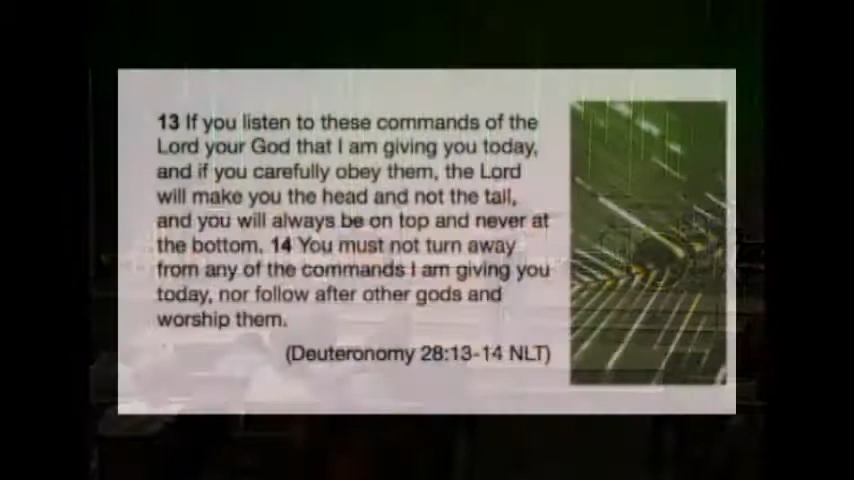 13 If you listen to these commands of the
Lord your God that I am giving you today,
and if you carefully obey them, the Lord
will make you the head and not the tail,
and you will always be on top and never at
the bottom. 14 You must not turn away
from any of the commands I am giving you
today, nor follow after other gods and
worship them.
(Deuteronomy 28:13-14 NLT)